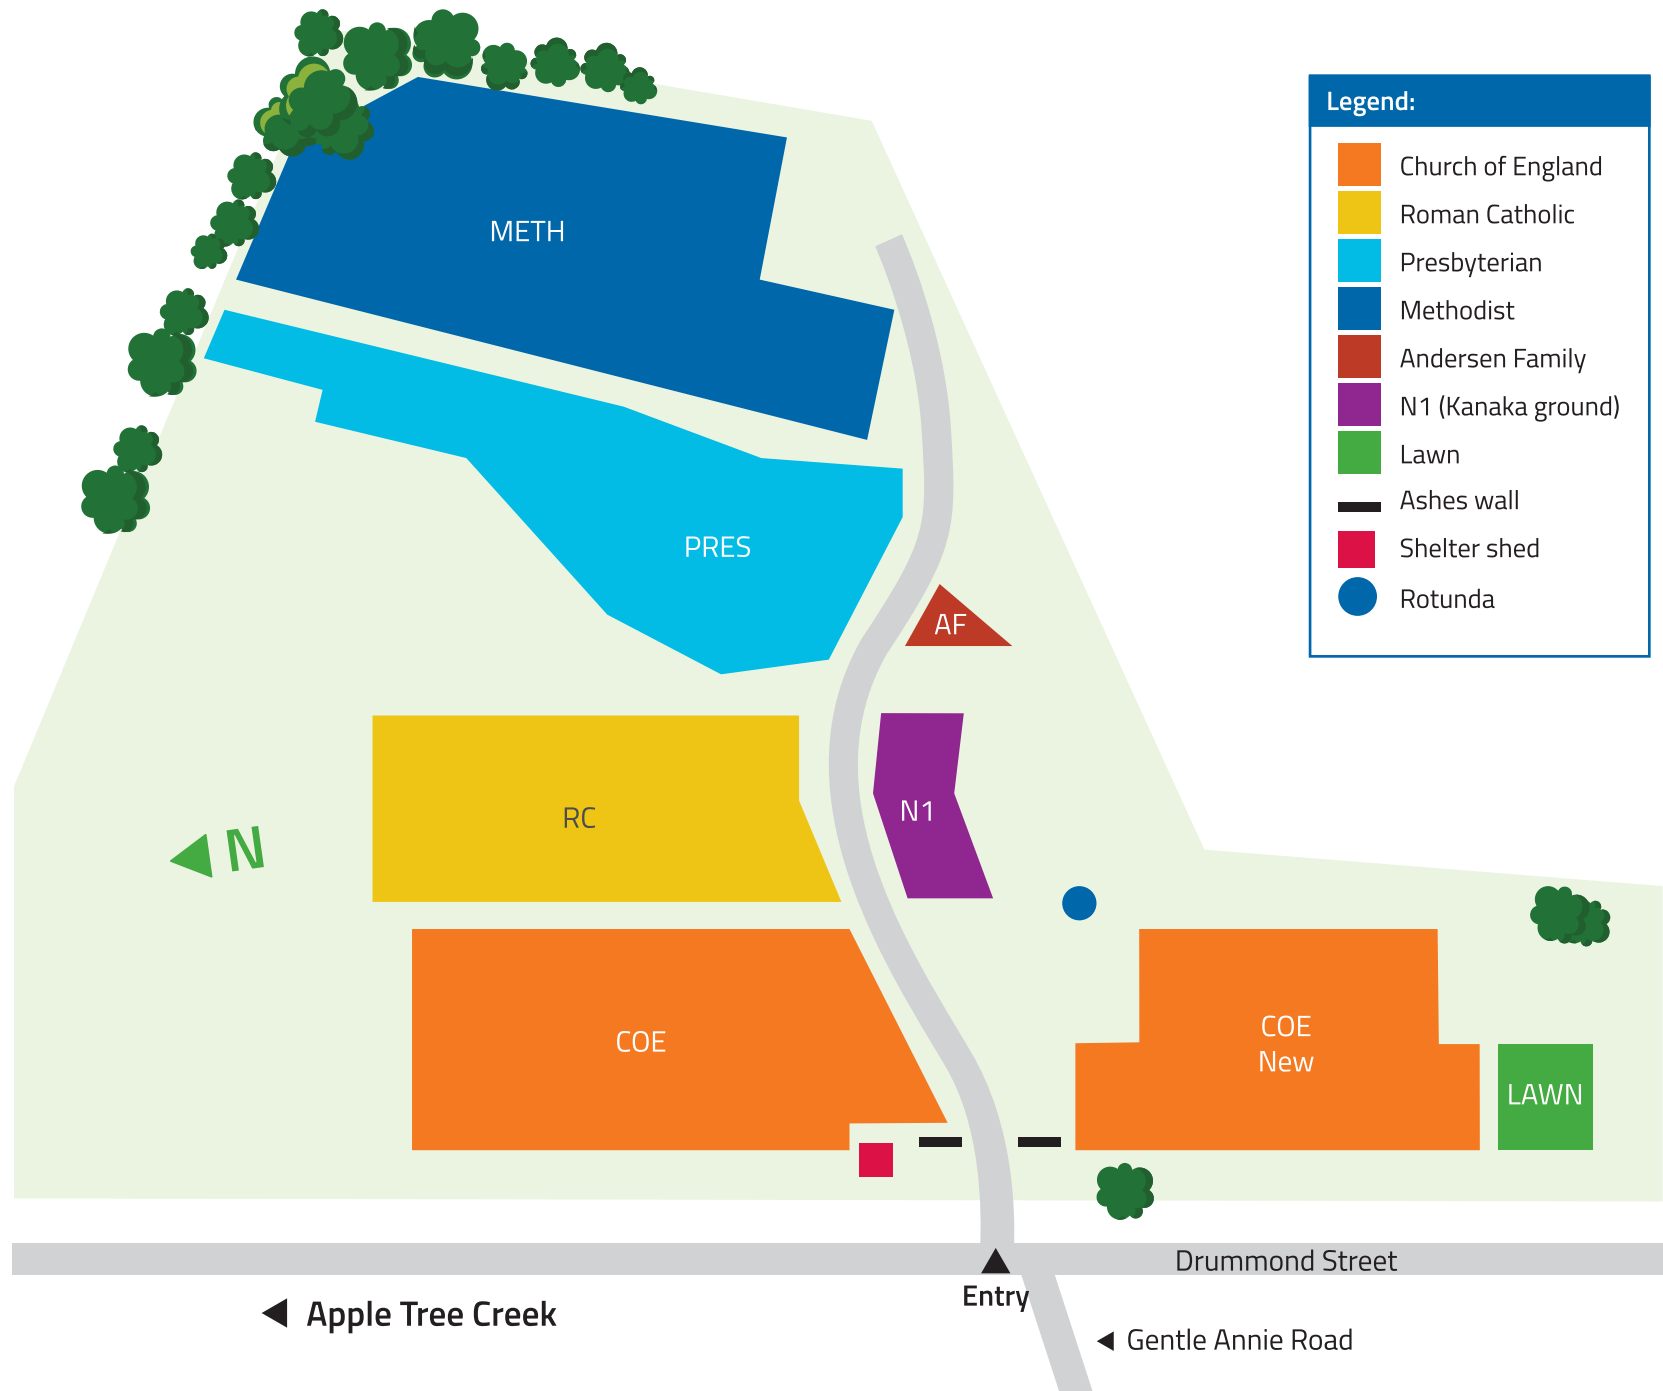 Legend:
Church of England
Roman Catholic
Presbyterian
Methodist
Andersen Family
N1 (Kanaka ground)
Lawn
Ashes wall
Shelter shed
Rotunda
METH
PRES
AF
RC
N1
N
COE
COE
New
LAWN
Drummond Street
Entry
Apple Tree Creek
Gentle Annie Road